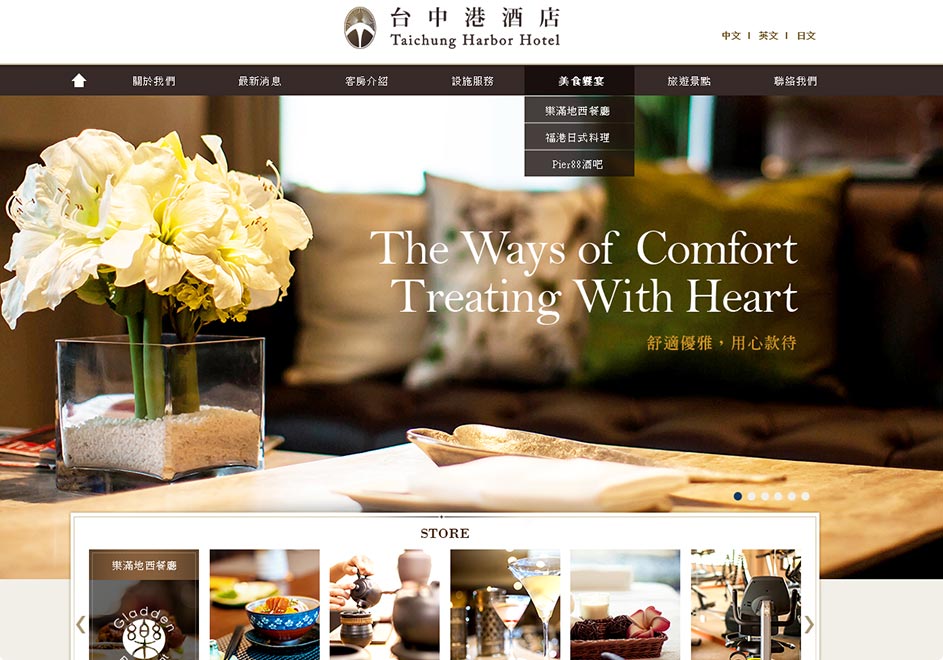 台中港酒店
Taichung Harbor Hotel
中文 | 英文 | 日文
關於我們 最新消息 客房介紹 設施服務 美食饗宴 旅遊景點 聯絡我們
樂滿地西餐廳
福港日式料理
Pier88酒吧
The Ways of Comfort
Treating With Heart
舒適優雅，用心款待
STORE
樂滿地西餐廳
Gladden